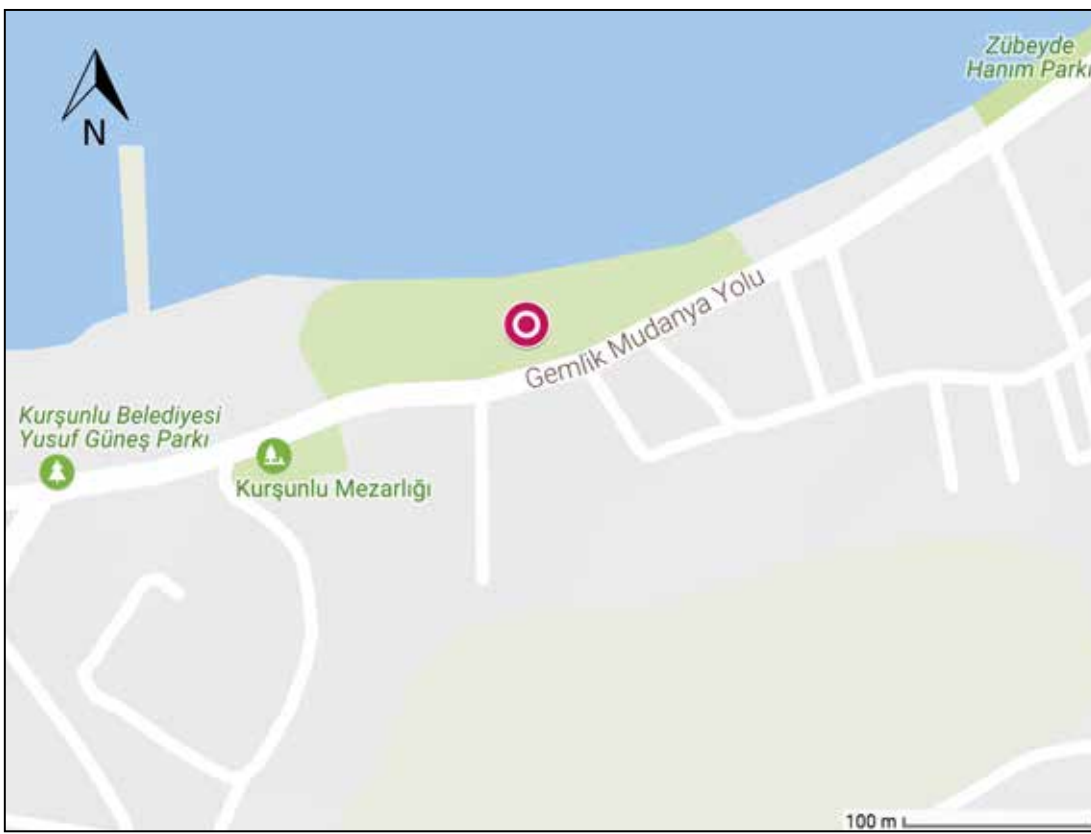 Zübeyde
Hanım Parkı
N
Gemlik Mudanya Yolu
Kurşunlu Belediyesi
Yusuf Güneş Parkı
Kurşunlu Mezarlığı
100 m